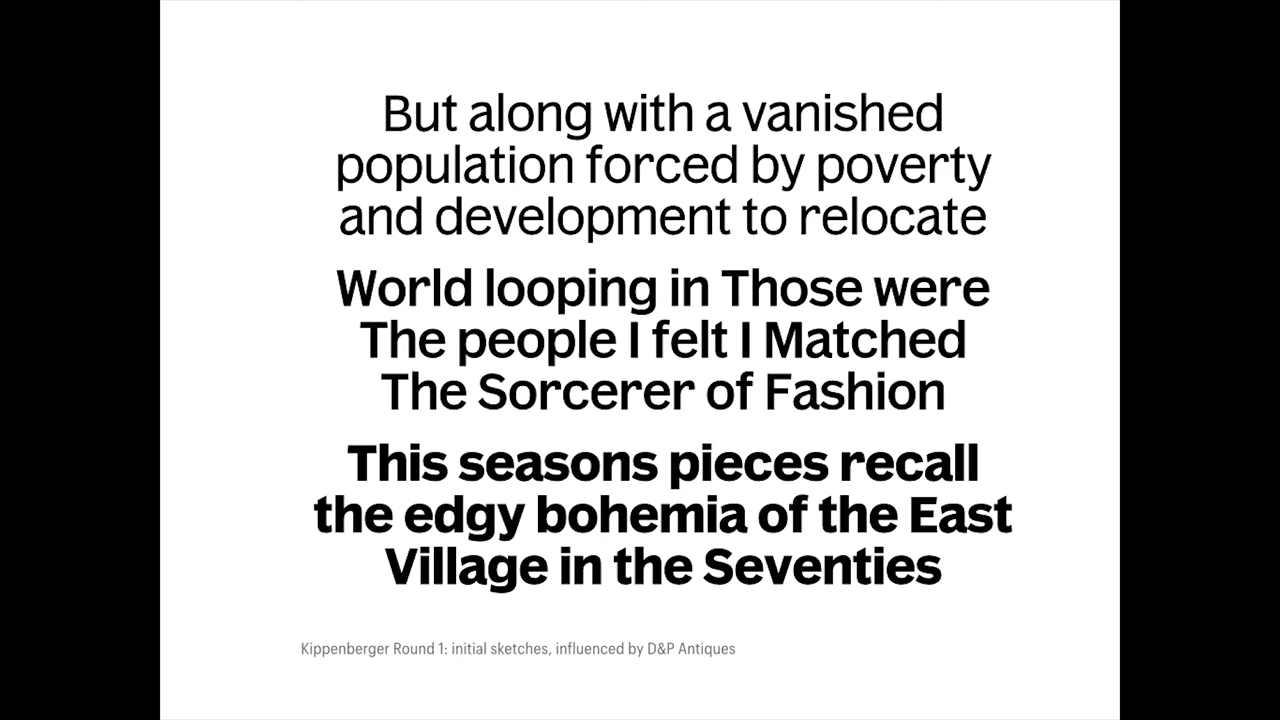 But along with a vanished
population forced by poverty
and development to relocate
World looping in Those were
The people I felt I Matched
The Sorcerer of Fashion
This seasons pieces recall
the edgy bohemia of the East
Village in the Seventies
Kippenberger Round 1: initial sketches, influenced by D&P Antiques